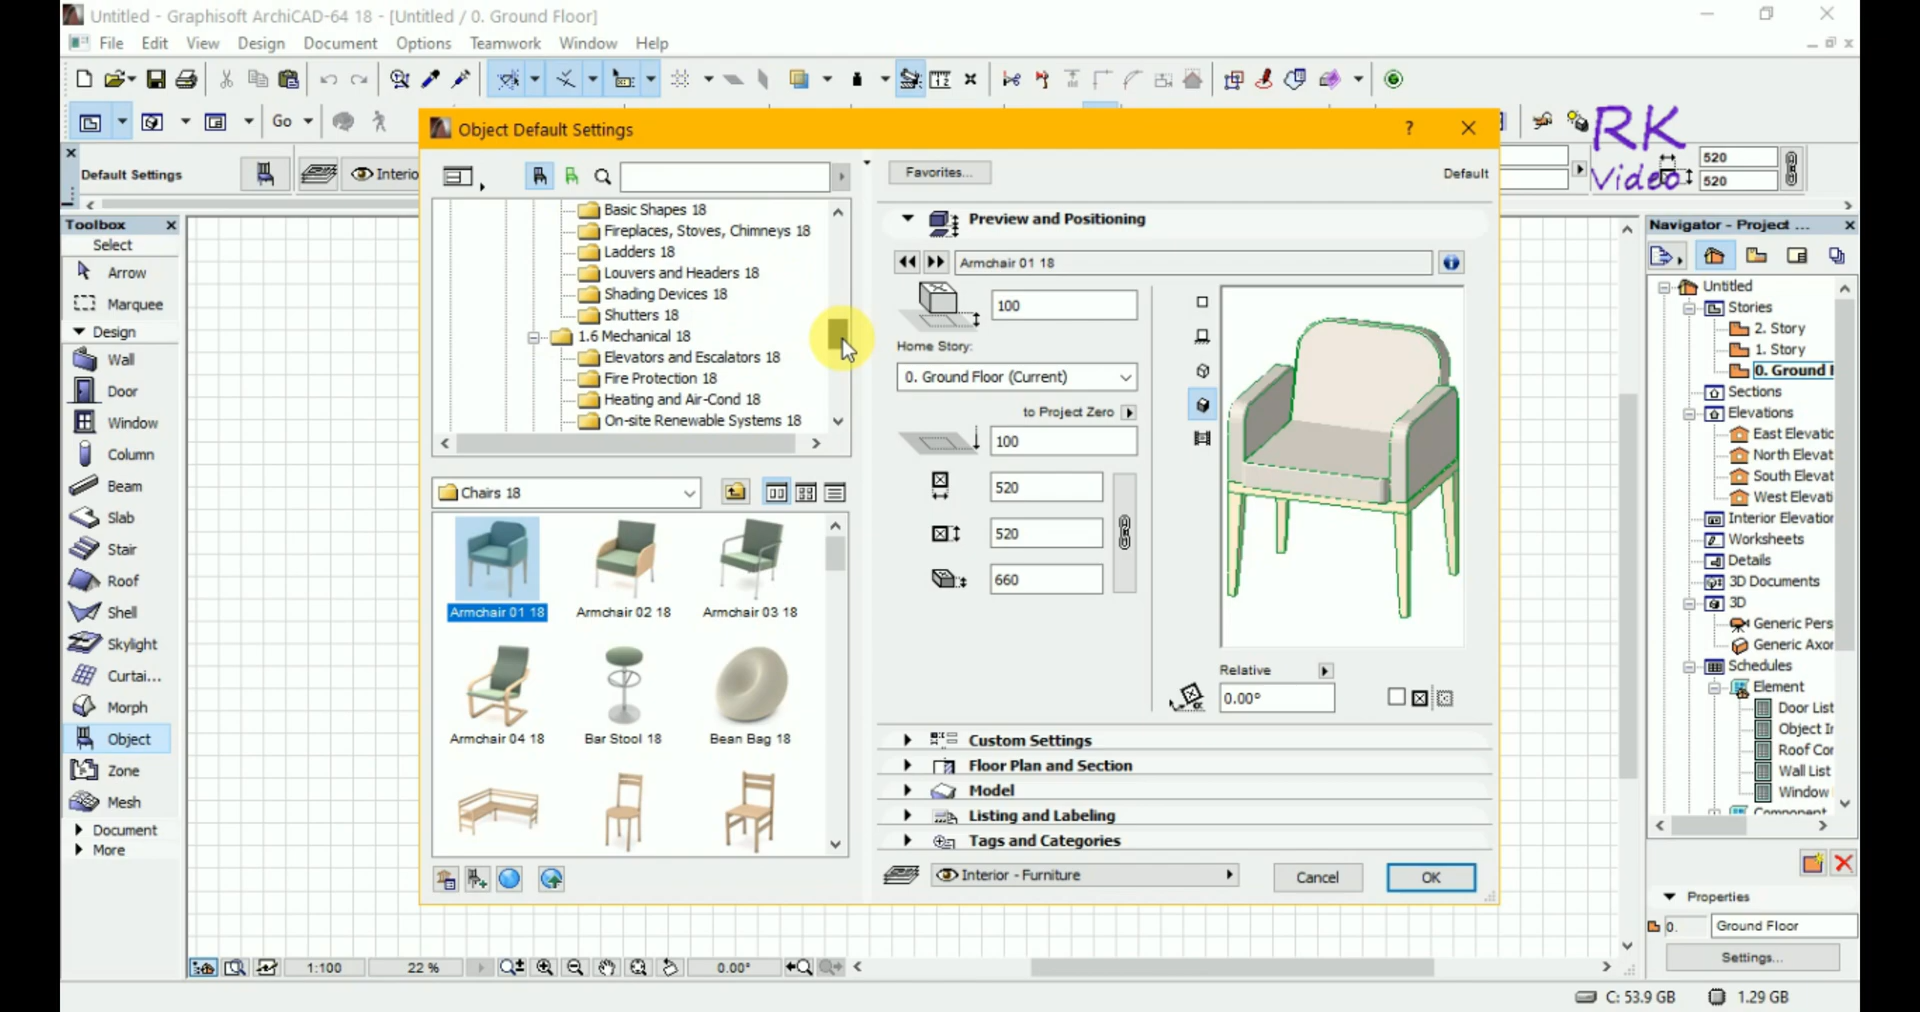 Untitled - Graphisoft ArchiCAD-64 18 - [Untitled / 0. Ground Floor]
File Edit View Design Document Options Teamwork Window Help
Go
RK
Video
Object Default Settings
?
Default Settings
Interio
520
520
Favorites...
Default
Toolbox
Select
Arrow
Marquee
Design
Wall
Door
Window
Column
Beam
Slab
Stair
Roof
Shell
Skylight
Curtai...
Morph
Object
Zone
Mesh
Document
More
Basic Shapes 18
Fireplaces, Stoves, Chimneys 18
Ladders 18
Louvers and Headers 18
Shading Devices 18
Shutters 18
1.6 Mechanical 18
Elevators and Escalators 18
Fire Protection 18
Heating and Air-Cond 18
On-site Renewable Systems 18
Chairs 18
Armchair 01 18
Armchair 02 18
Armchair 03 18
Armchair 04 18
Bar Stool 18
Bean Bag 18
Preview and Positioning
Armchair 01 18
100
Home Story:
0. Ground Floor (Current)
to Project Zero
100
520
520
660
Relative
0.00°
Custom Settings
Floor Plan and Section
Model
Listing and Labeling
Tags and Categories
Interior - Furniture
Cancel
OK
Navigator - Project ...
Untitled
Stories
2. Story
1. Story
0. Ground F
Sections
Elevations
East Elevatic
North Elevat
South Elevat
West Elevati
Interior Elevation
Worksheets
Details
3D Documents
3D
Generic Pers
Generic Axor
Schedules
Element
Door List
Object Ir
Roof Cor
Wall List
Window
Component
Properties
0.
Ground Floor
Settings...
1:100
22 %
0.00°
C: 53.9 GB
1.29 GB